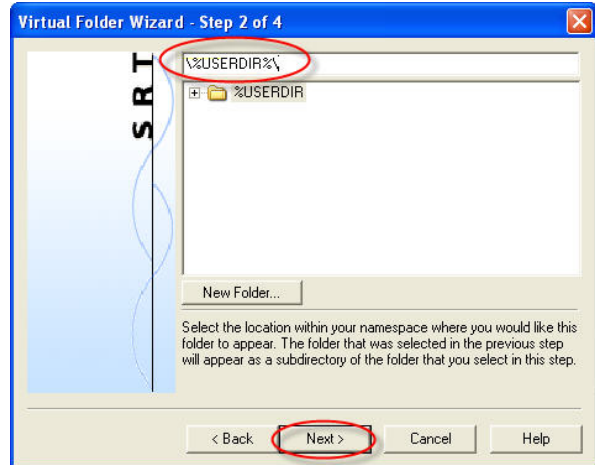 Virtual Folder Wizard - Step 2 of 4
SRT
\%USERDIR%\
%USERDIR
New Folder...
Select the location within your namespace where you would like this
folder to appear. The folder that was selected in the previous step
will appear as a subdirectory of the folder that you select in this step.
< Back
Next >
Cancel
Help